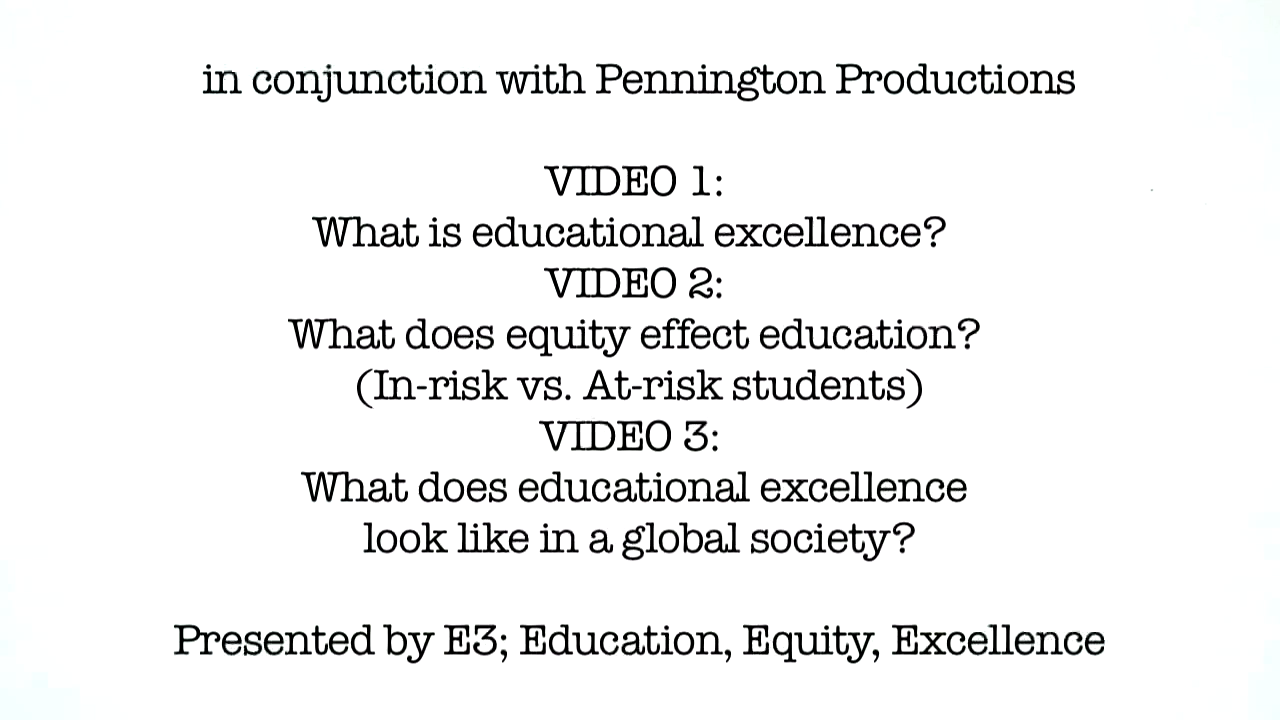 in conjunction with Pennington Productions
VIDEO 1:
What is educational excellence?
VIDEO 2:
What does equity effect education?
(In-risk vs. At-risk students)
VIDEO 3:
What does educational excellence
look like in a global society?
Presented by E3; Education, Equity, Excellence